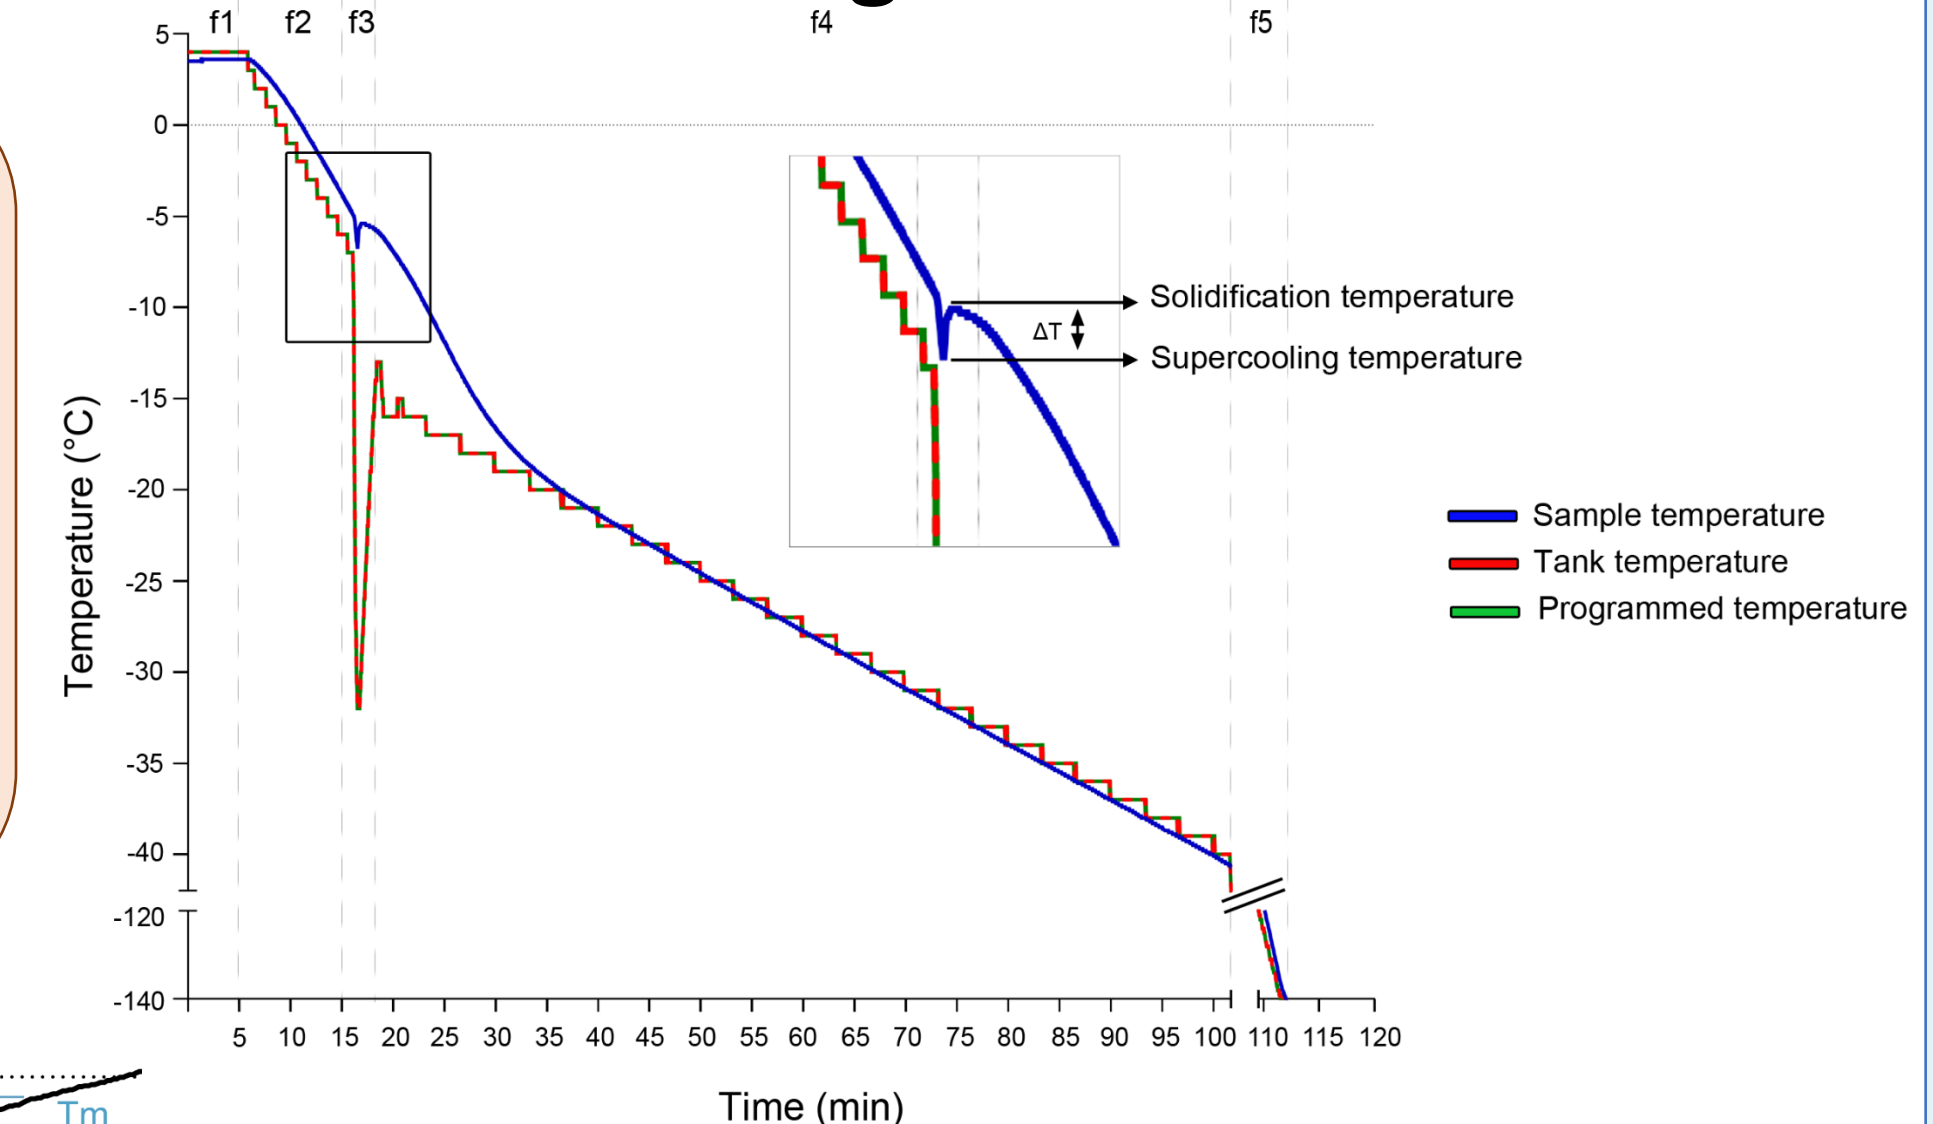 f1 f2 f3 f4 f5
5
0
-5
-10
-15
-20
-25
-30
-35
-40
-120
-140
Temperature (°C)
Solidification temperature
ΔT
Supercooling temperature
Sample temperature
Tank temperature
Programmed temperature
5 10 15 20 25 30 35 40 45 50 55 60 65 70 75 80 85 90 95 100 110 115 120
Time (min)
Tm